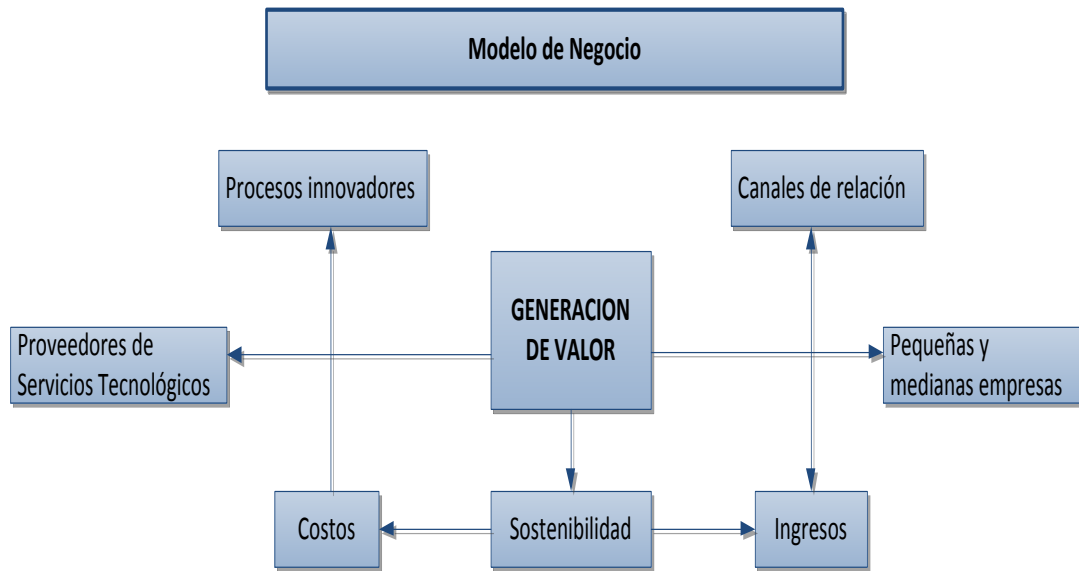 Modelo de Negocio
Procesos innovadores
Canales de relación
GENERACION
DE VALOR
Proveedores de
Servicios Tecnológicos
Pequeñas y
medianas empresas
Costos
Sostenibilidad
Ingresos